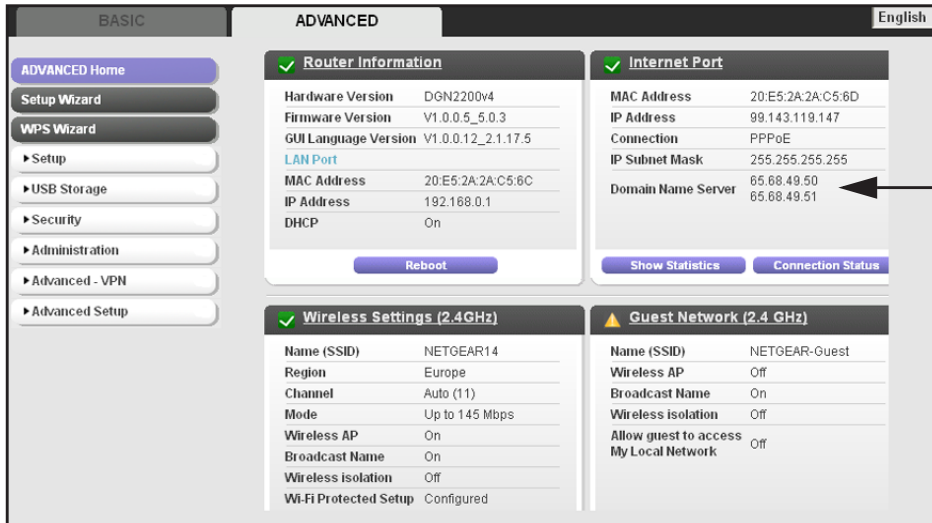 BASIC
ADVANCED
English
ADVANCED Home
Setup Wizard
WPS Wizard
Setup
USB Storage
Security
Administration
Advanced - VPN
Advanced Setup
Router Information
Hardware Version DGN2200v4
Firmware Version V1.0.0.5_5.0.3
GUI Language Version V1.0.0.12_2.1.17.5
LAN Port
MAC Address 20:E5:2A:2A:C5:6C
IP Address 192.168.0.1
DHCP On
Reboot
Internet Port
MAC Address 20:E5:2A:2A:C5:6D
IP Address 99.143.119.147
Connection PPPoE
IP Subnet Mask 255.255.255.255
Domain Name Server 65.68.49.50
65.68.49.51
Show Statistics
Connection Status
Wireless Settings (2.4GHz)
Name (SSID) NETGEAR14
Region Europe
Channel Auto (11)
Mode Up to 145 Mbps
Wireless AP On
Broadcast Name On
Wireless isolation Off
Wi-Fi Protected Setup Configured
Guest Network (2.4 GHz)
Name (SSID) NETGEAR-Guest
Wireless AP Off
Broadcast Name On
Wireless isolation Off
Allow guest to access
My Local Network Off